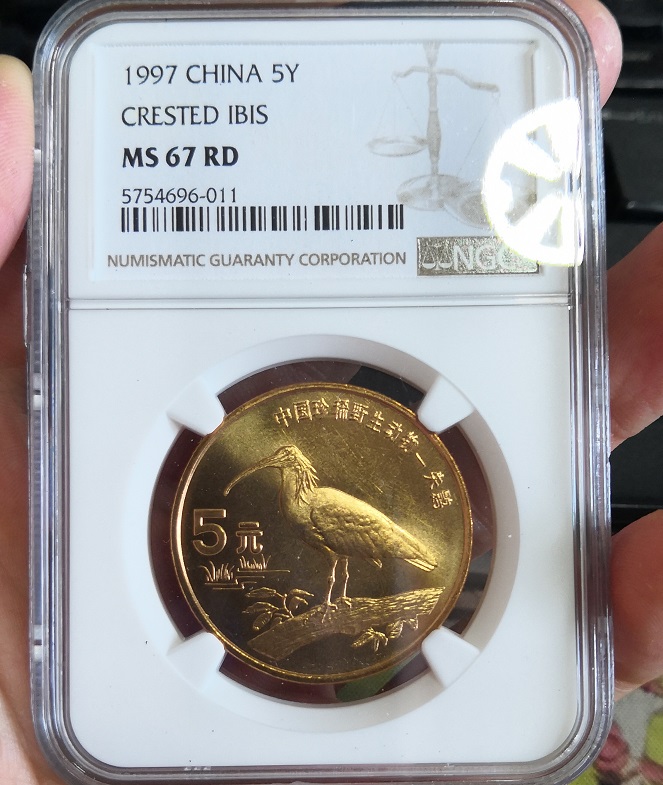 1997 CHINA 5Y
CRESTED IBIS
MS 67 RD
5754696-011
NUMISMATIC GUARANTY CORPORATION
NGC
中国珍稀野生动物—朱鹮
5元